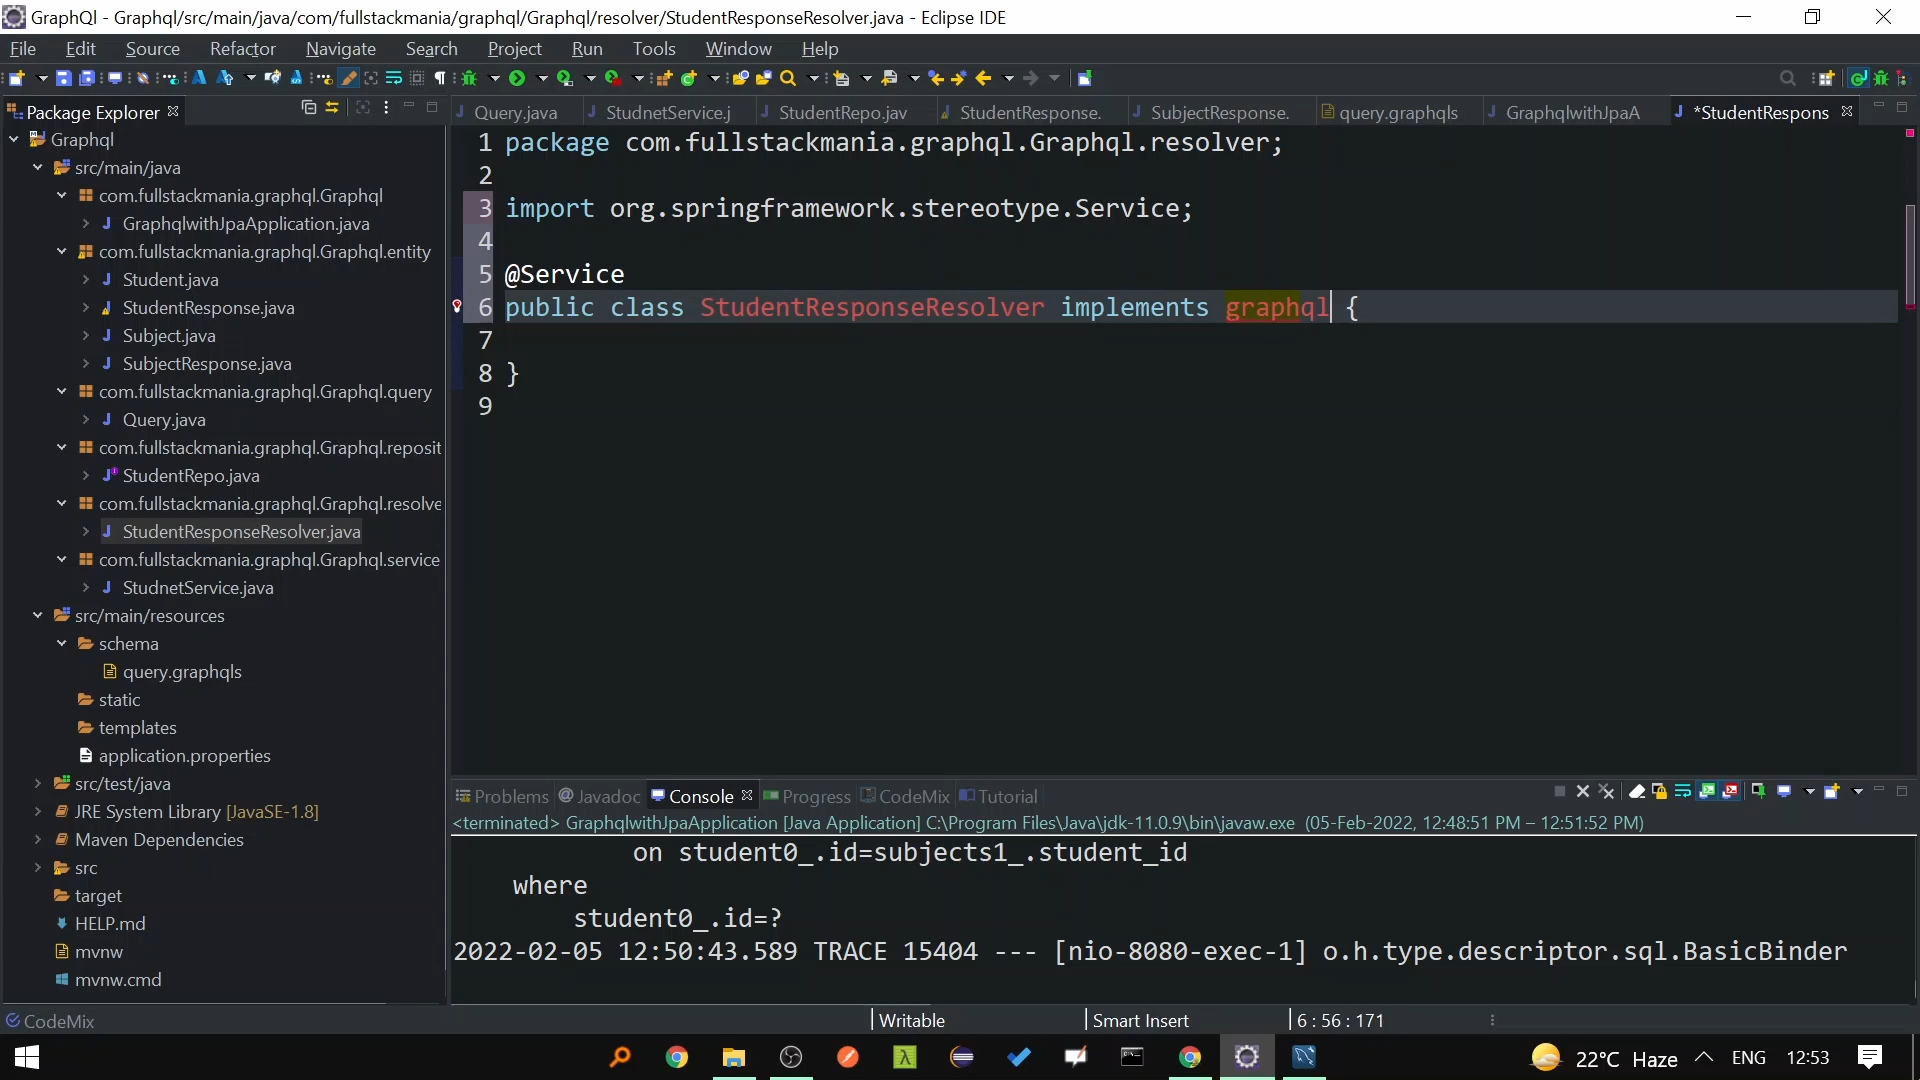 GraphQl - Graphql/src/main/java/com/fullstackmania/graphql/Graphql/resolver/StudentResponseResolver.java - Eclipse IDE
File Edit Source Refactor Navigate Search Project Run Tools Window Help
Package Explorer
Query.java StudnetService.j StudentRepo.jav StudentResponse. SubjectResponse. query.graphqls GraphqlwithJpaA *StudentRespons
Graphql
src/main/java
com.fullstackmania.graphql.Graphql
GraphqlwithJpaApplication.java
com.fullstackmania.graphql.Graphql.entity
Student.java
StudentResponse.java
Subject.java
SubjectResponse.java
com.fullstackmania.graphql.Graphql.query
Query.java
com.fullstackmania.graphql.Graphql.reposit
StudentRepo.java
com.fullstackmania.graphql.Graphql.resolve
StudentResponseResolver.java
com.fullstackmania.graphql.Graphql.service
StudnetService.java
src/main/resources
schema
query.graphqls
static
templates
application.properties
src/test/java
JRE System Library [JavaSE-1.8]
Maven Dependencies
src
target
HELP.md
mvnw
mvnw.cmd
1 package com.fullstackmania.graphql.Graphql.resolver;
2
3 import org.springframework.stereotype.Service;
4
5 @Service
6 public class StudentResponseResolver implements graphql {
7
8 }
9
Problems @ Javadoc Console Progress CodeMix Tutorial
<terminated> GraphqlwithJpaApplication [Java Application] C:\Program Files\Java\jdk-11.0.9\bin\javaw.exe (05-Feb-2022, 12:48:51 PM – 12:51:52 PM)
on student0_.id=subjects1_.student_id
where
student0_.id=?
2022-02-05 12:50:43.589 TRACE 15404 --- [nio-8080-exec-1] o.h.type.descriptor.sql.BasicBinder
CodeMix Writable Smart Insert 6 : 56 : 171
22°C Haze ENG 12:53